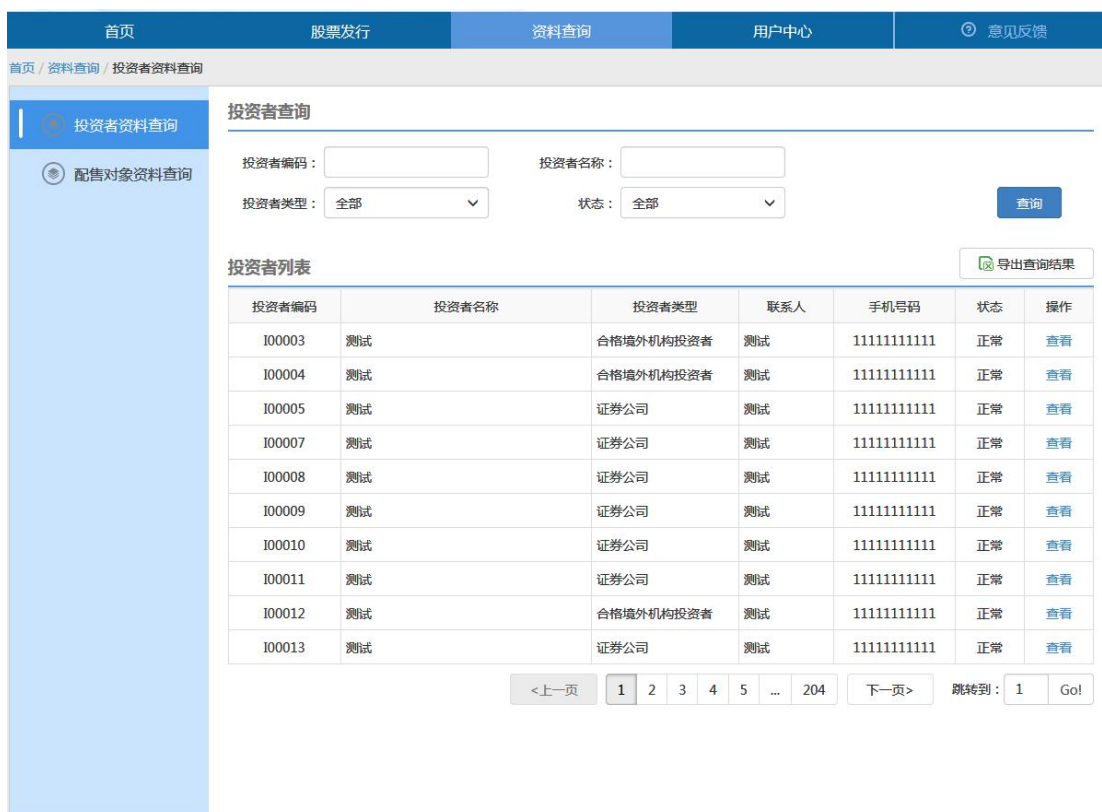 首页 股票发行 资料查询 用户中心 意见反馈
首页 / 资料查询 / 投资者资料查询
投资者资料查询
配售对象资料查询
投资者查询
投资者编码： 投资者名称：
投资者类型： 全部 状态： 全部 查询
投资者列表 导出查询结果
投资者编码 投资者名称 投资者类型 联系人 手机号码 状态 操作
I00003 测试 合格境外机构投资者 测试 11111111111 正常 查看
I00004 测试 合格境外机构投资者 测试 11111111111 正常 查看
I00005 测试 证券公司 测试 11111111111 正常 查看
I00007 测试 证券公司 测试 11111111111 正常 查看
I00008 测试 证券公司 测试 11111111111 正常 查看
I00009 测试 证券公司 测试 11111111111 正常 查看
I00010 测试 证券公司 测试 11111111111 正常 查看
I00011 测试 证券公司 测试 11111111111 正常 查看
I00012 测试 合格境外机构投资者 测试 11111111111 正常 查看
I00013 测试 证券公司 测试 11111111111 正常 查看
<上一页 1 2 3 4 5 ... 204 下一页> 跳转到： 1 Go!